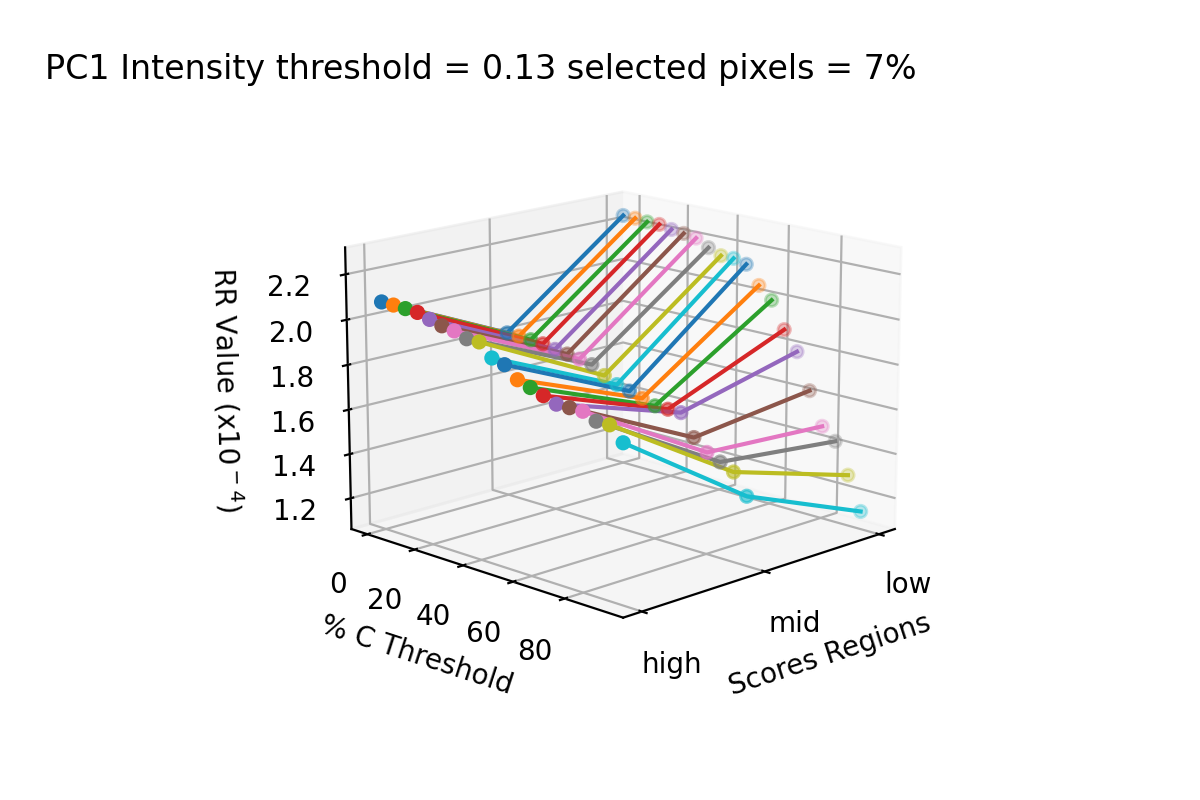 PC1 Intensity threshold = 0.13 selected pixels = 7%
RR Value (x10⁻⁴)
2.2
2.0
1.8
1.6
1.4
1.2
0
20
40
60
80
% C Threshold
high
mid
low
Scores Regions